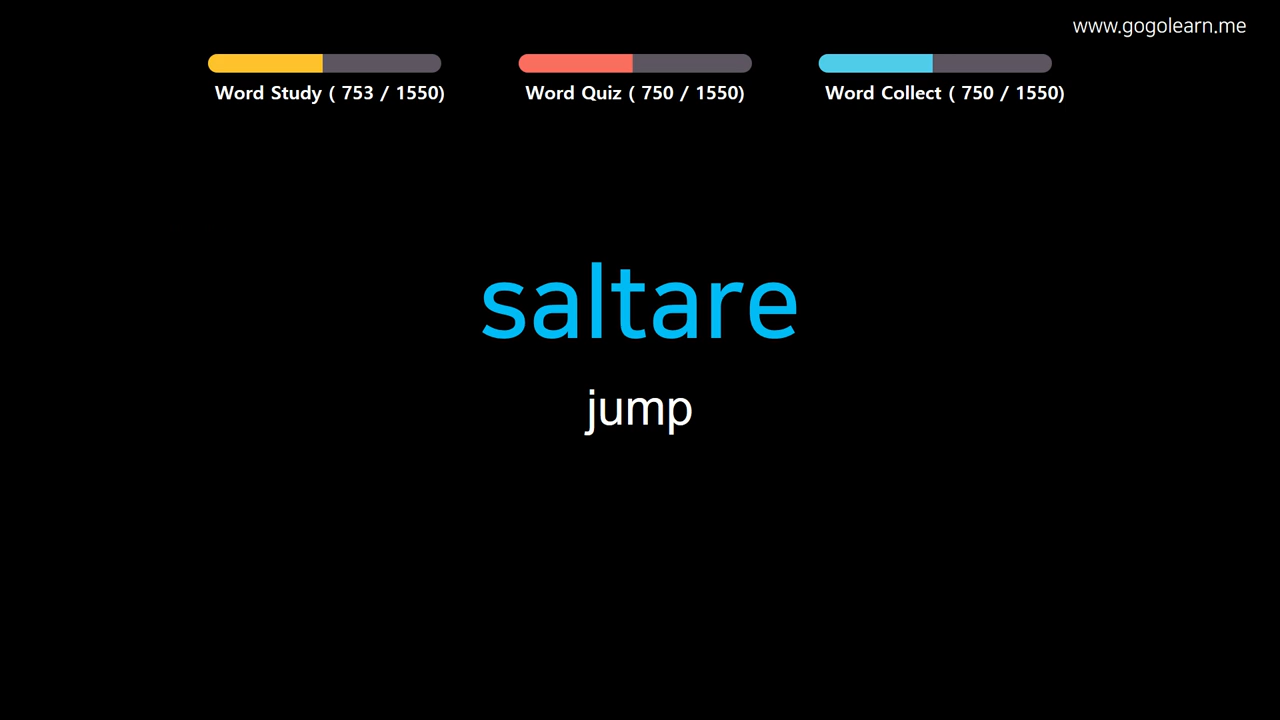 www.gogolearn.me
Word Study ( 753 / 1550)
Word Quiz ( 750 / 1550)
Word Collect ( 750 / 1550)
saltare
jump